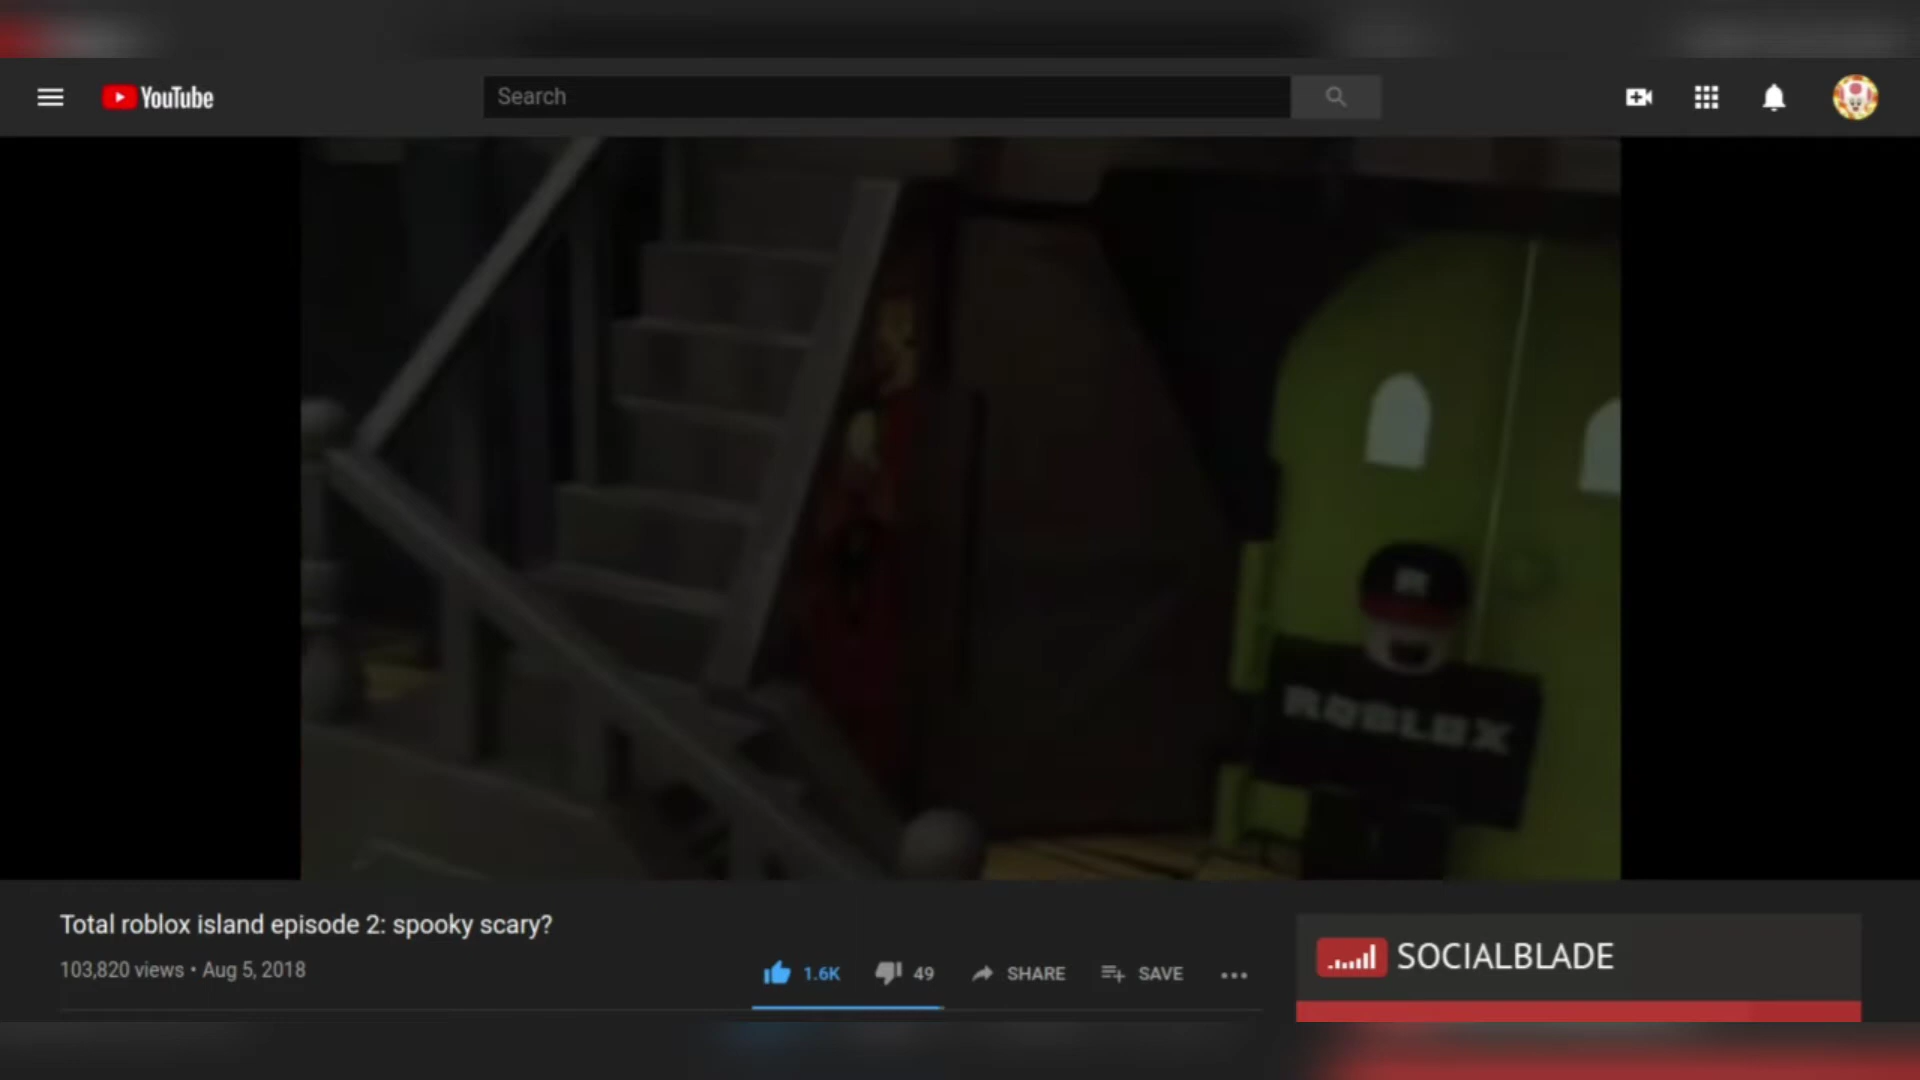 YouTube
Search
R
ROBLOX
Total roblox island episode 2: spooky scary?
103,820 views • Aug 5, 2018
1.6K 49 SHARE SAVE
SOCIALBLADE